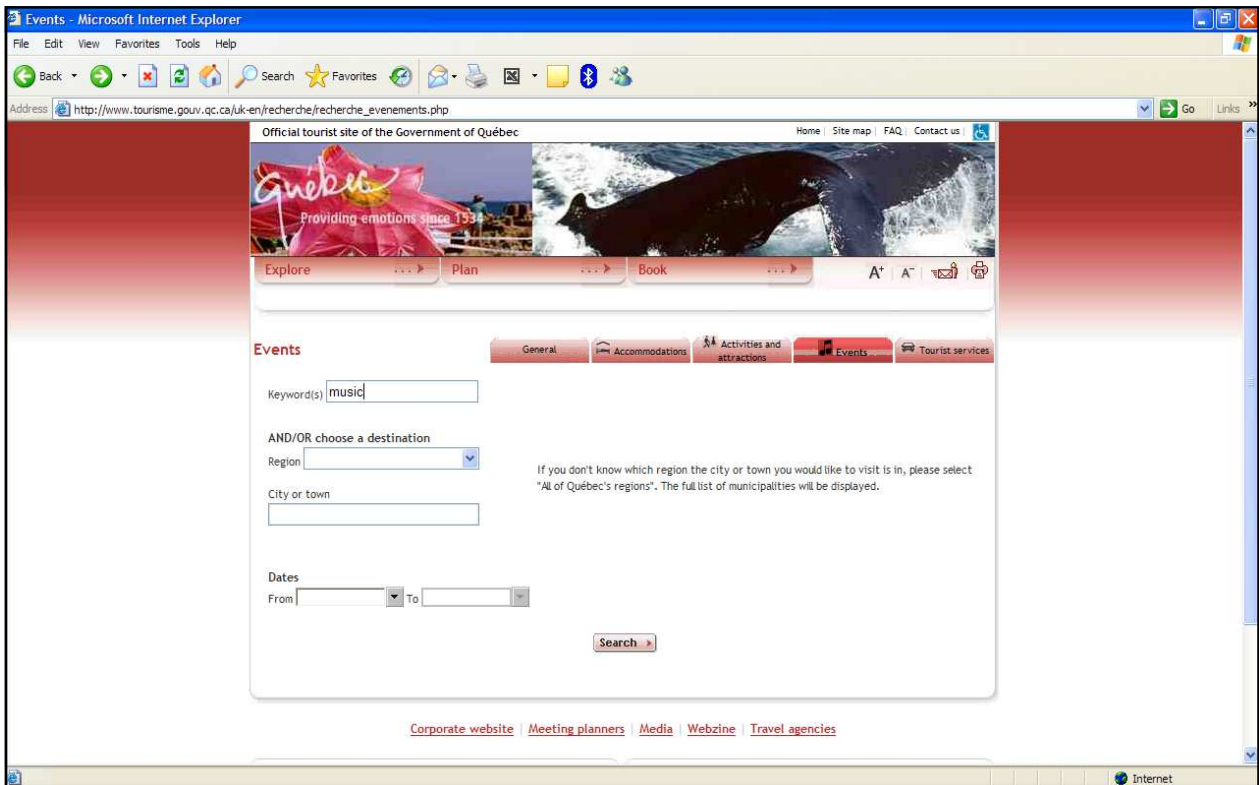 Events - Microsoft Internet Explorer
File Edit View Favorites Tools Help
Back Search Favorites
Address http://www.tourisme.gouv.qc.ca/uk-en/recherche/recherche_evenements.php Go Links »
Official tourist site of the Government of Québec Home | Site map | FAQ | Contact us |
Québec
Providing emotions since 1534
Explore ... Plan ... Book ... A+ | A-
Events General Accommodations Activities and attractions Events Tourist services
Keyword(s) music
AND/OR choose a destination
Region
If you don't know which region the city or town you would like to visit is in, please select
"All of Québec's regions". The full list of municipalities will be displayed.
City or town
Dates
From To
Search
Corporate website | Meeting planners | Media | Webzine | Travel agencies
Internet